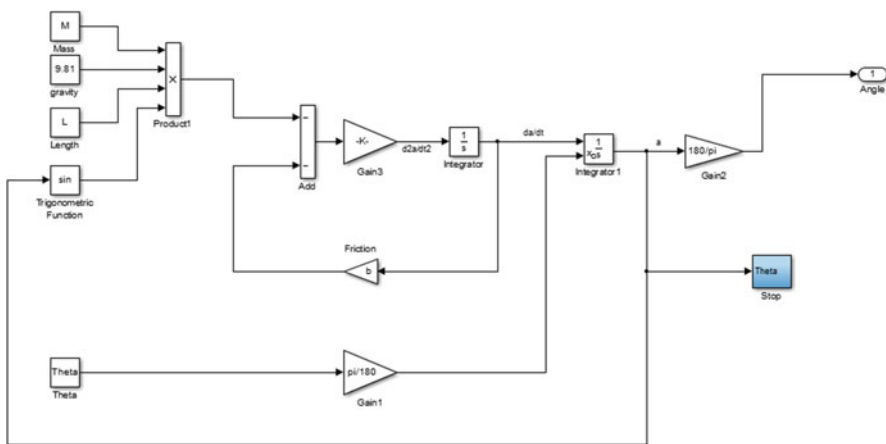 M
Mass
9.81
gravity
L
Length
sin
Trigonometric
Function
×
Product1
−
−
Add
-K-
Gain3
d2a/dt2
1
s
Integrator
da/dt
1
xo s
Integrator1
a
180/pi
Gain2
1
Angle
Friction
b
Theta
Stop
Theta
Theta
pi/180
Gain1